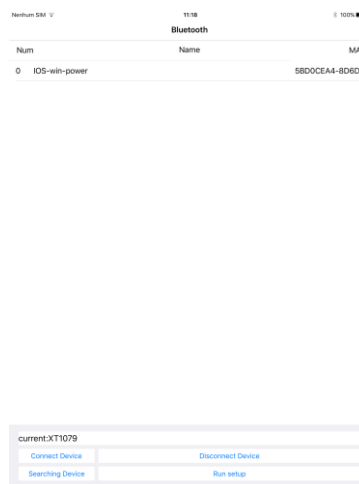 Nenhum SIM 11:18 100%
Bluetooth
Num Name MA
0 IOS-win-power 5BD0CEA4-8D6D
current:XT1079
Connect Device Disconnect Device
Searching Device Run setup